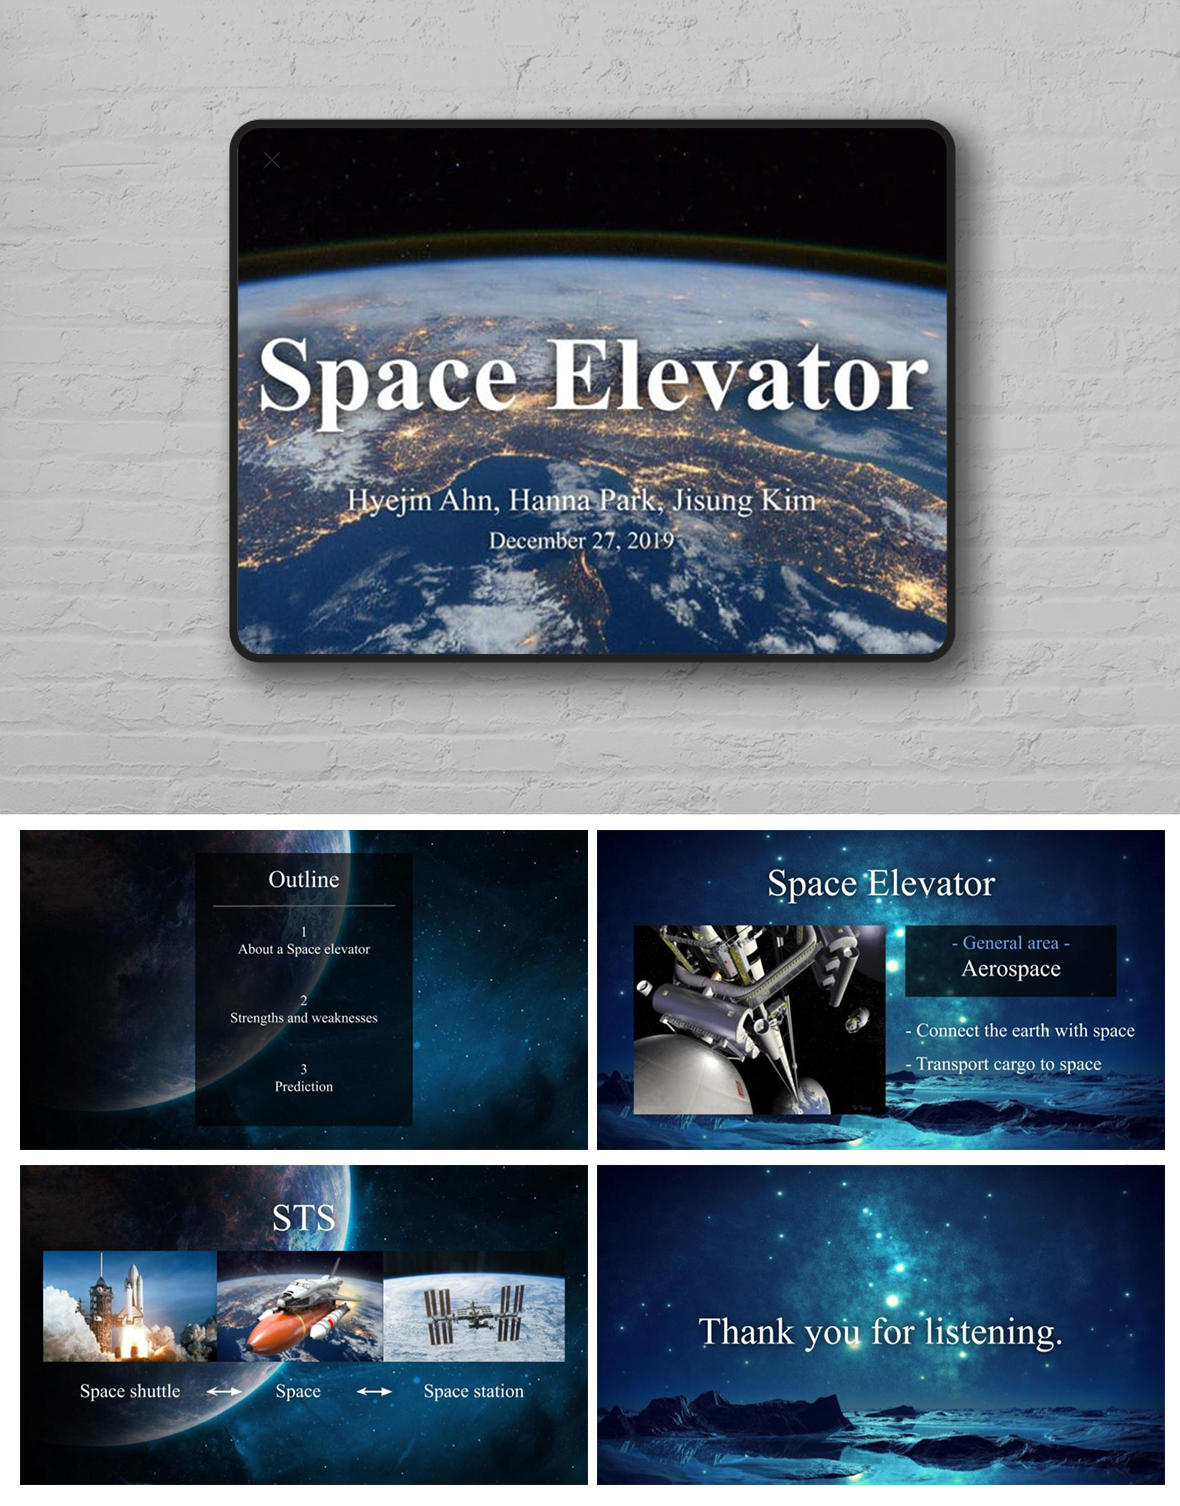 Space Elevator
Hyejin Ahn, Hanna Park, Jisung Kim
December 27, 2019
Outline
1
About a Space elevator
2
Strengths and weaknesses
3
Prediction
Space Elevator
- General area -
Aerospace
- Connect the earth with space
- Transport cargo to space
STS
Space shuttle
Space
Space station
Thank you for listening.